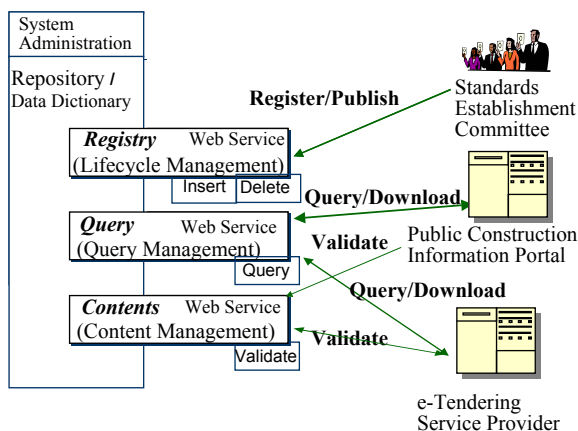 System
Administration
Repository /
Data Dictionary
Register/Publish
Standards
Establishment
Committee
Registry Web Service
(Lifecycle Management)
Insert Delete
Query/Download
Query Web Service
(Query Management)
Query
Validate
Public Construction
Information Portal
Query/Download
Contents Web Service
(Content Management)
Validate
Validate
e-Tendering
Service Provider